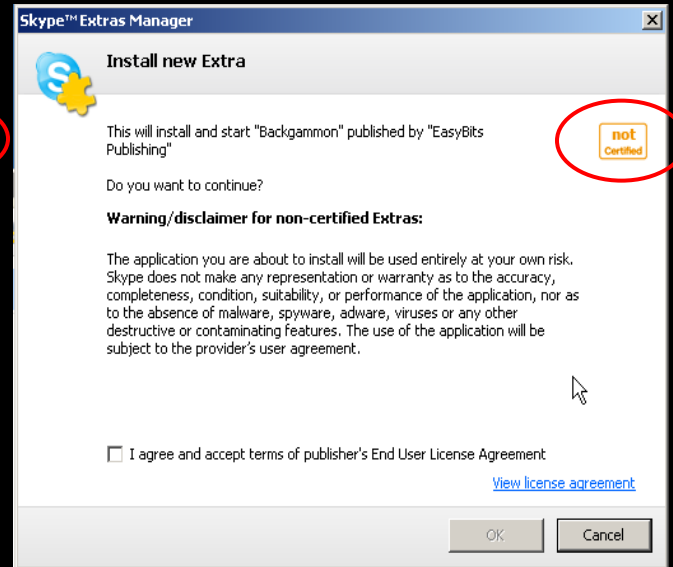 Skype™ Extras Manager
Install new Extra
This will install and start "Backgammon" published by "EasyBits
Publishing"
not
Certified
Do you want to continue?
Warning/disclaimer for non-certified Extras:
The application you are about to install will be used entirely at your own risk.
Skype does not make any representation or warranty as to the accuracy,
completeness, condition, suitability, or performance of the application, nor as
to the absence of malware, spyware, adware, viruses or any other
destructive or contaminating features. The use of the application will be
subject to the provider's user agreement.
I agree and accept terms of publisher's End User License Agreement
View license agreement
OK
Cancel